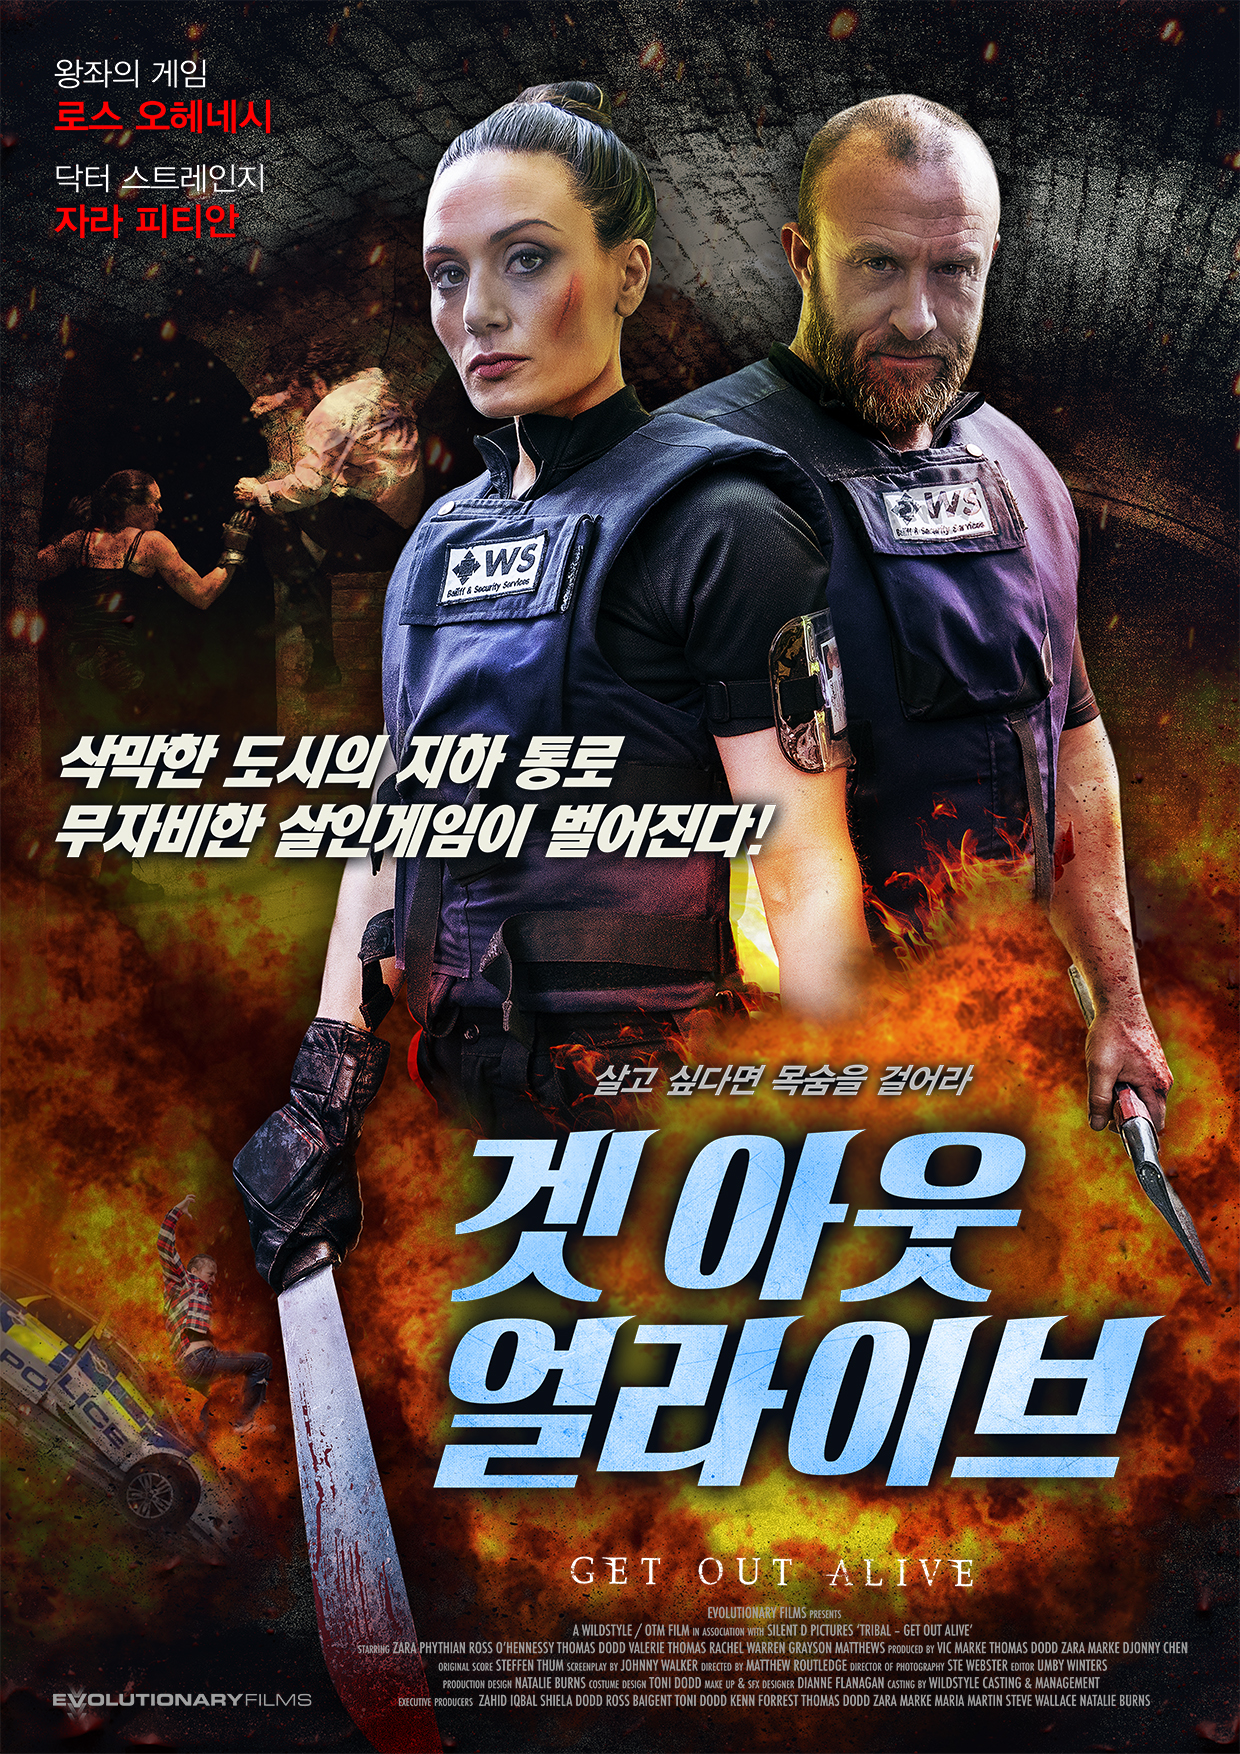 왕좌의 게임
로스 오헤네시
닥터 스트레인지
자라 피티안
WS
Bailiff & Security Services
WS
Bailiff & Security Services
삭막한 도시의 지하 통로
무자비한 살인게임이 벌어진다!
살고 싶다면 목숨을 걸어라
겟 아웃
얼라이브
POLICE
GET OUT ALIVE
EVOLUTIONARY FILMS PRESENTS
A WILDSTYLE / OTM FILM IN ASSOCIATION WITH SILENT D PICTURES 'TRIBAL – GET OUT ALIVE'
STARRING ZARA PHYTHIAN ROSS O'HENNESSY THOMAS DODD VALERIE THOMAS RACHEL WARREN GRAYSON MATTHEWS PRODUCED BY VIC MARKE THOMAS DODD ZARA MARKE DJONNY CHEN
ORIGINAL SCORE STEFFEN THUM SCREENPLAY BY JOHNNY WALKER DIRECTED BY MATTHEW ROUTLEDGE DIRECTOR OF PHOTOGRAPHY STE WEBSTER EDITOR UMBY WINTERS
PRODUCTION DESIGN NATALIE BURNS COSTUME DESIGN TONI DODD MAKE UP & SFX DESIGNER DIANNE FLANAGAN CASTING BY WILDSTYLE CASTING & MANAGEMENT
EXECUTIVE PRODUCERS ZAHID IQBAL SHIELA DODD ROSS BAIGENT TONI DODD KENN FORREST THOMAS DODD ZARA MARKE MARIA MARTIN STEVE WALLACE NATALIE BURNS
EVOLUTIONARY FILMS